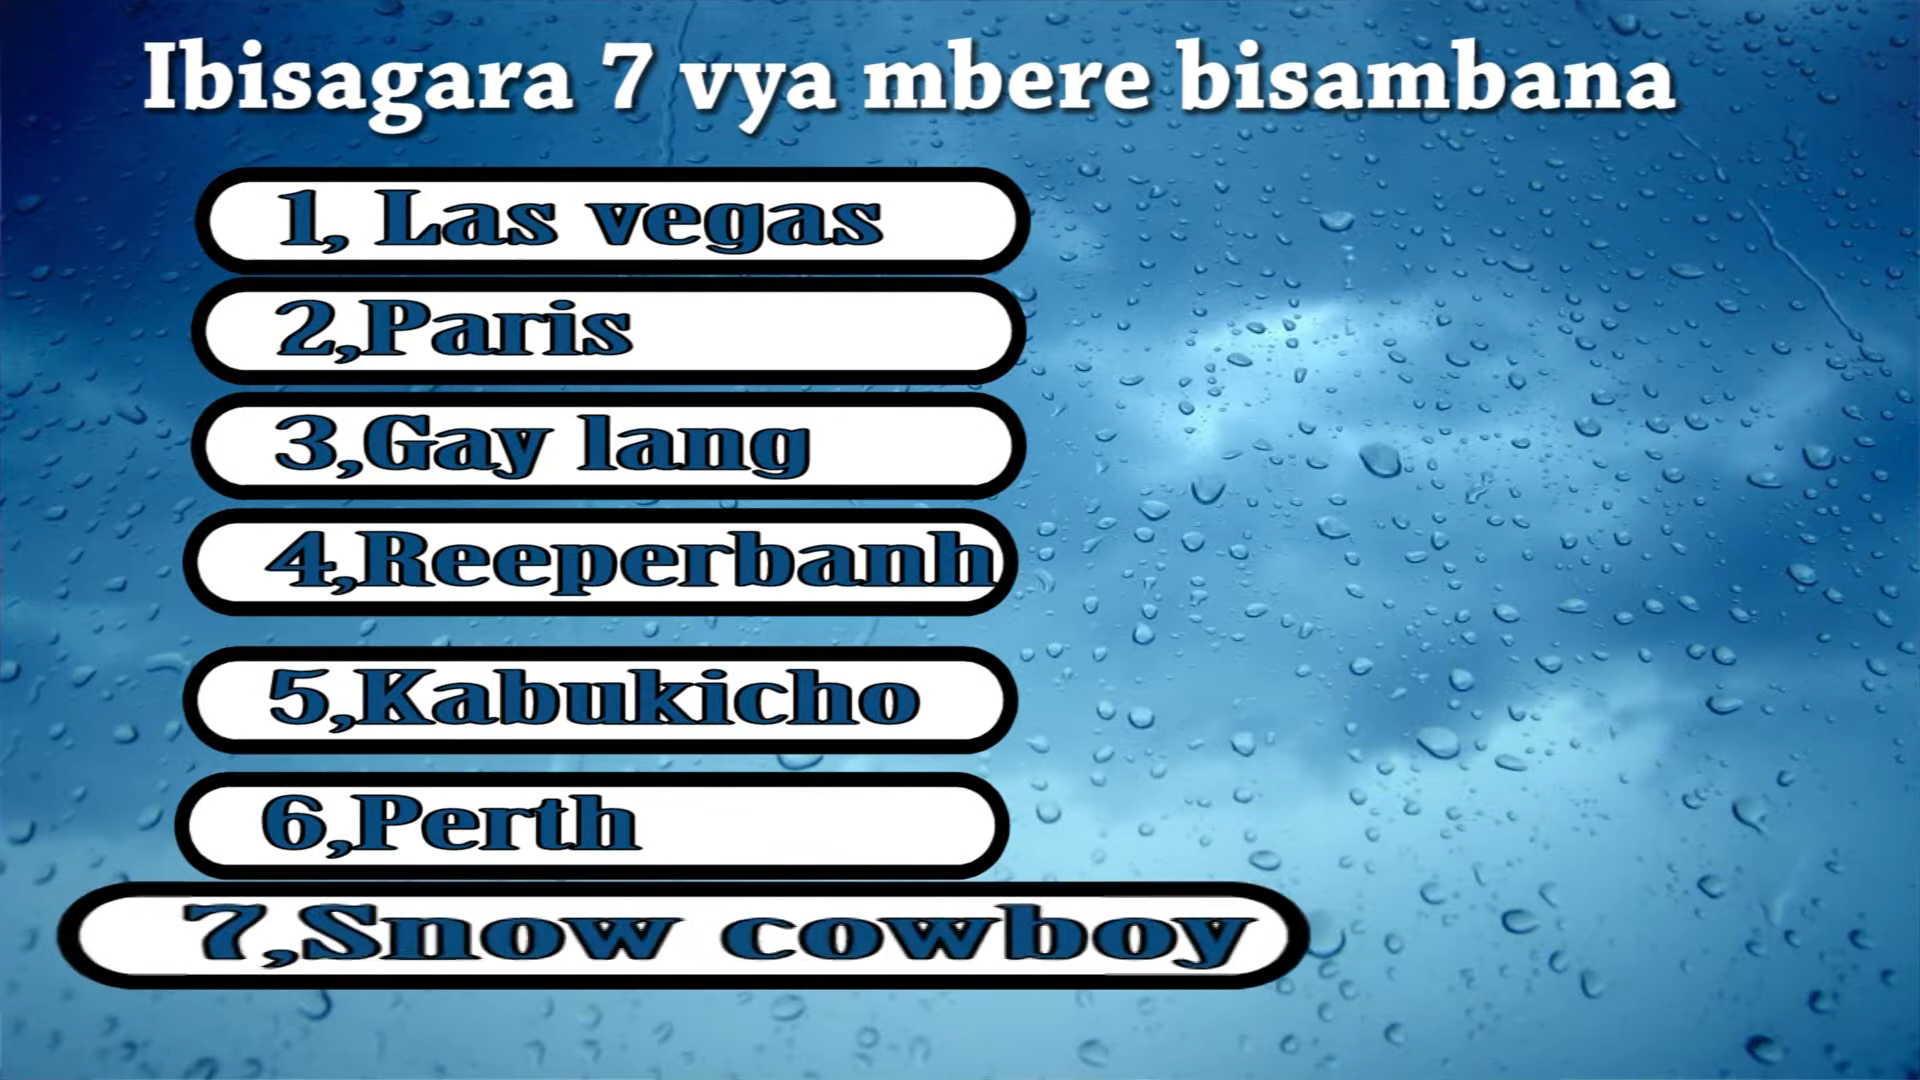 Ibisagara 7 vya mbere bisambana
1, Las vegas
2,Paris
3,Gay lang
4,Reeperbanh
5,Kabukicho
6,Perth
7,Snow cowboy